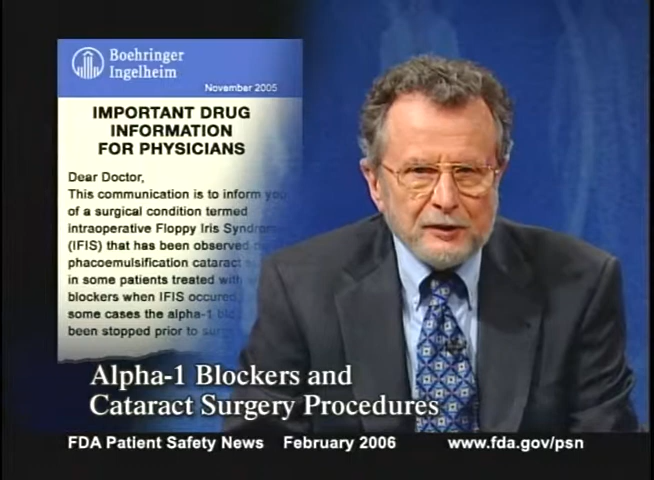 Boehringer
Ingelheim
November 2005
IMPORTANT DRUG
INFORMATION
FOR PHYSICIANS
Dear Doctor,
This communication is to inform you
of a surgical condition termed
intraoperative Floppy Iris Syndrom
(IFIS) that has been observed
phacoemulsification cataract
in some patients treated with
blockers when IFIS occured,
some cases the alpha-1 blo
been stopped prior to surg
Alpha-1 Blockers and
Cataract Surgery Procedures
FDA Patient Safety News February 2006 www.fda.gov/psn